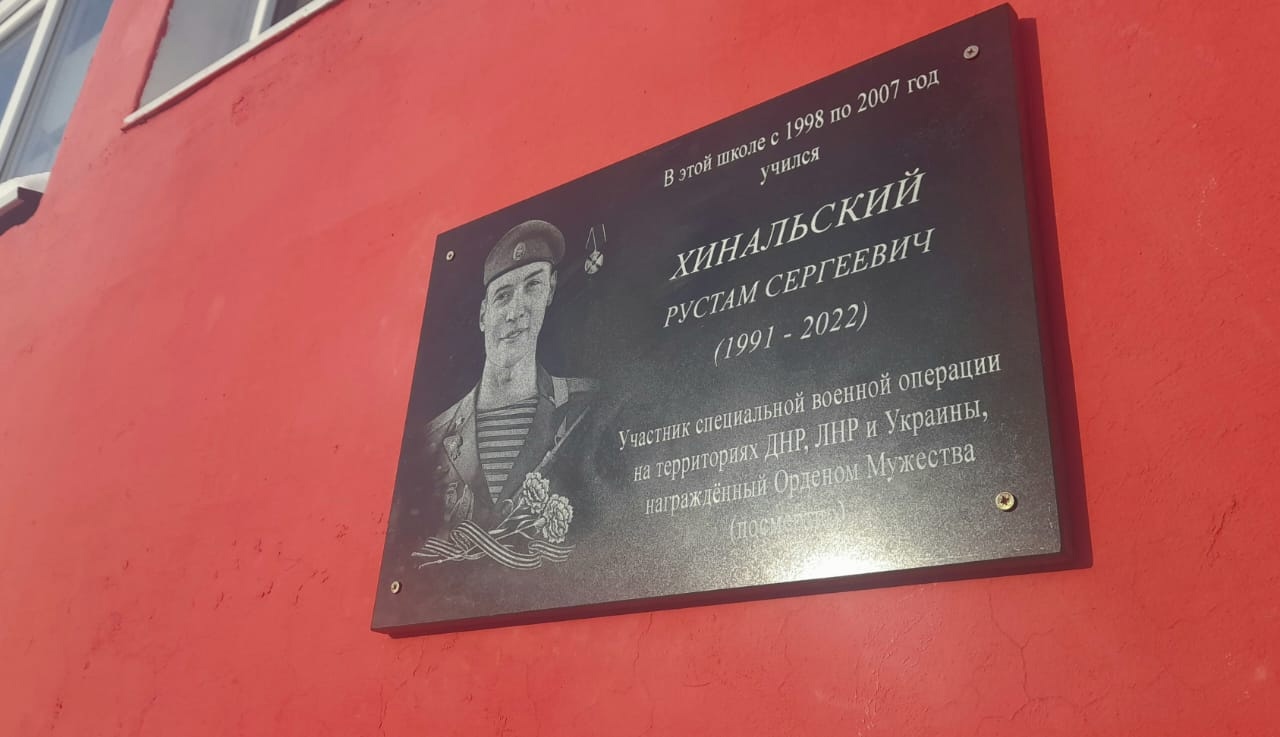 В этой школе с 1998 по 2007 год
учился
ХИНАЛЬСКИЙ
РУСТАМ СЕРГЕЕВИЧ
(1991 - 2022)
Участник специальной военной операции
на территориях ДНР, ЛНР и Украины,
награждённый Орденом Мужества
(посмертно)